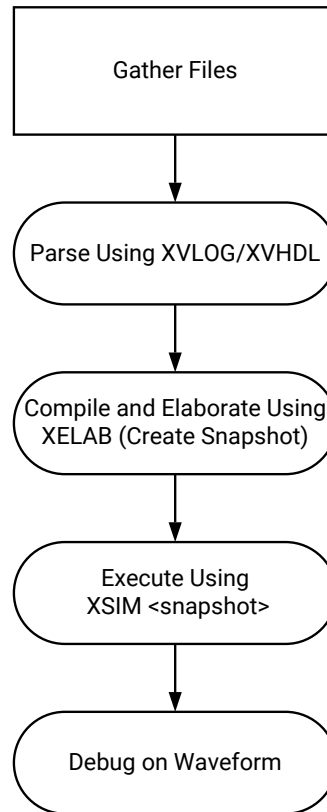 Gather Files
Parse Using XVLOG/XVHDL
Compile and Elaborate Using
XELAB (Create Snapshot)
Execute Using
XSIM <snapshot>
Debug on Waveform